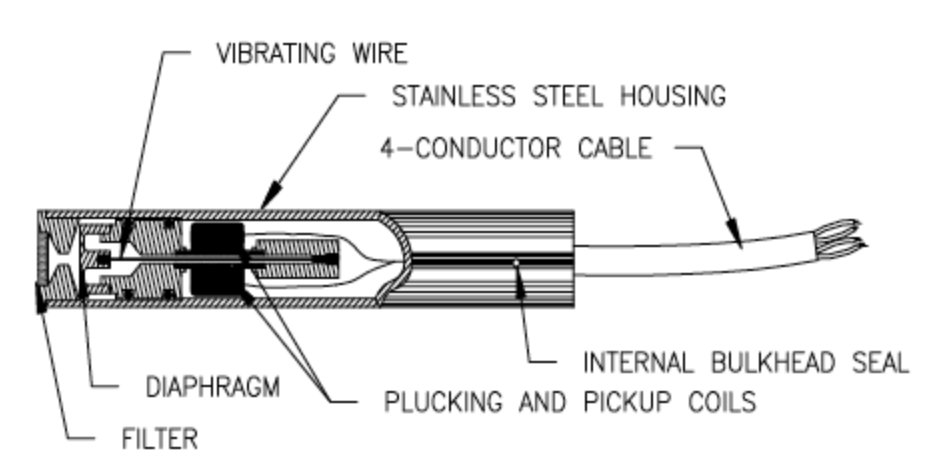 VIBRATING WIRE
STAINLESS STEEL HOUSING
4-CONDUCTOR CABLE
INTERNAL BULKHEAD SEAL
DIAPHRAGM
PLUCKING AND PICKUP COILS
FILTER